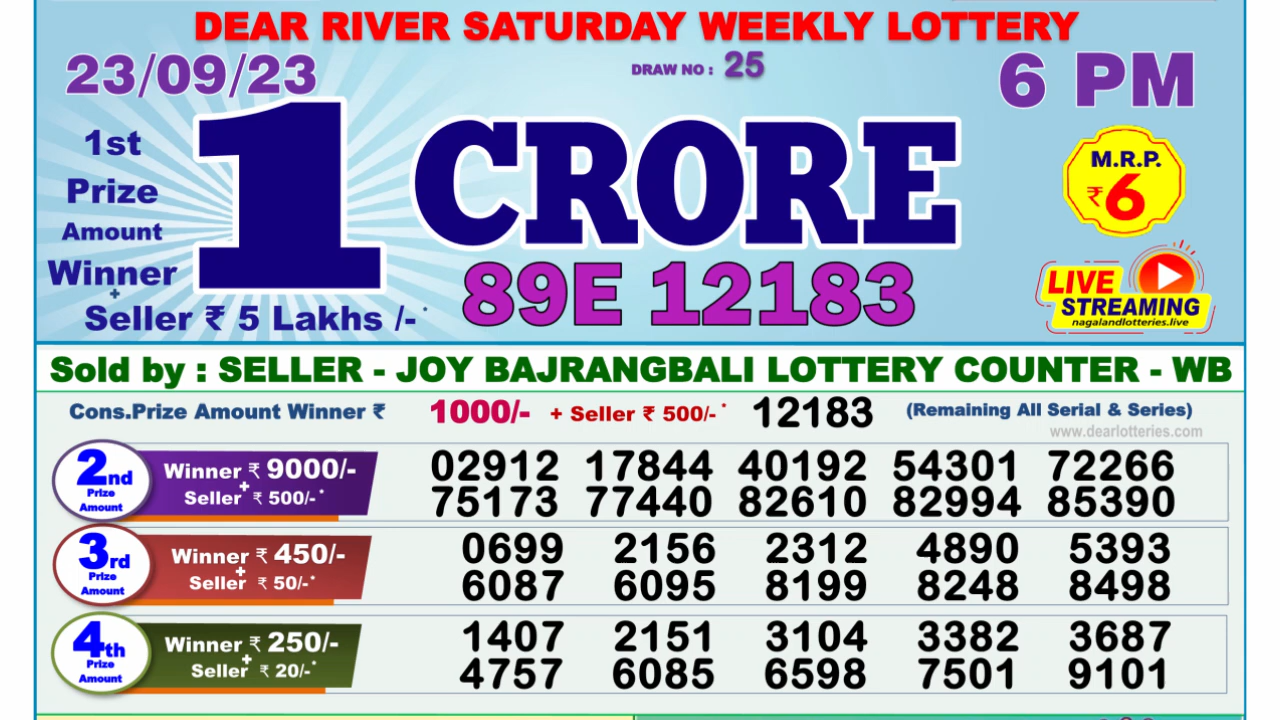 DEAR RIVER SATURDAY WEEKLY LOTTERY
23/09/23
DRAW NO : 25
6 PM
1st
Prize
Amount
Winner
+
Seller ₹ 5 Lakhs /-*
1 CRORE
89E 12183
M.R.P.
₹6
LIVE
STREAMING
nagalandlotteries.live
Sold by : SELLER - JOY BAJRANGBALI LOTTERY COUNTER - WB
Cons.Prize Amount Winner ₹ 1000/- + Seller ₹ 500/-* 12183 (Remaining All Serial & Series)
www.dearlotteries.com
2nd
Prize
Amount
Winner ₹ 9000/-
+
Seller ₹ 500/-*
02912 17844 40192 54301 72266
75173 77440 82610 82994 85390
3rd
Prize
Amount
Winner ₹ 450/-
+
Seller ₹ 50/-*
0699 2156 2312 4890 5393
6087 6095 8199 8248 8498
4th
Prize
Amount
Winner ₹ 250/-
+
Seller ₹ 20/-*
1407 2151 3104 3382 3687
4757 6085 6598 7501 9101